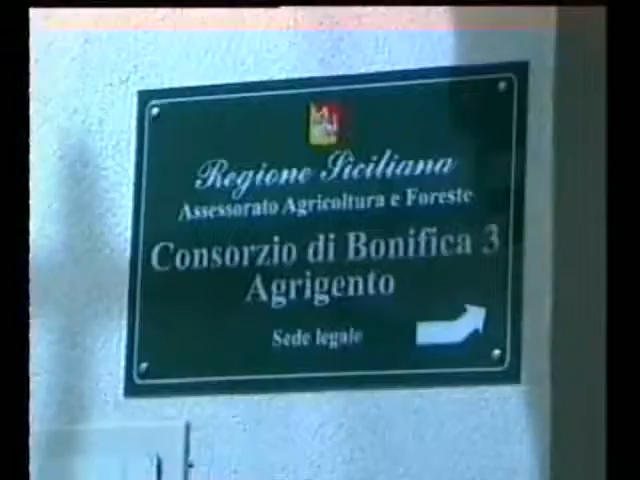 Regione Siciliana
Assessorato Agricoltura e Foreste
Consorzio di Bonifica 3
Agrigento
Sede legale